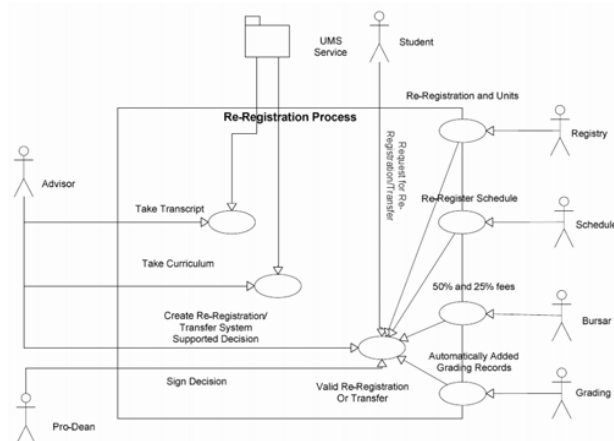 UMS
Service
Student
Re-Registration and Units
Re-Registration Process
Registry
Request for Re-
Registration/Transfer
Advisor
Re-Register Schedule
Take Transcript
Schedule
Take Curriculum
50% and 25% fees
Create Re-Registration/
Transfer System
Supported Decision
Bursar
Automatically Added
Grading Records
Sign Decision
Valid Re-Registration
Or Transfer
Grading
Pro-Dean